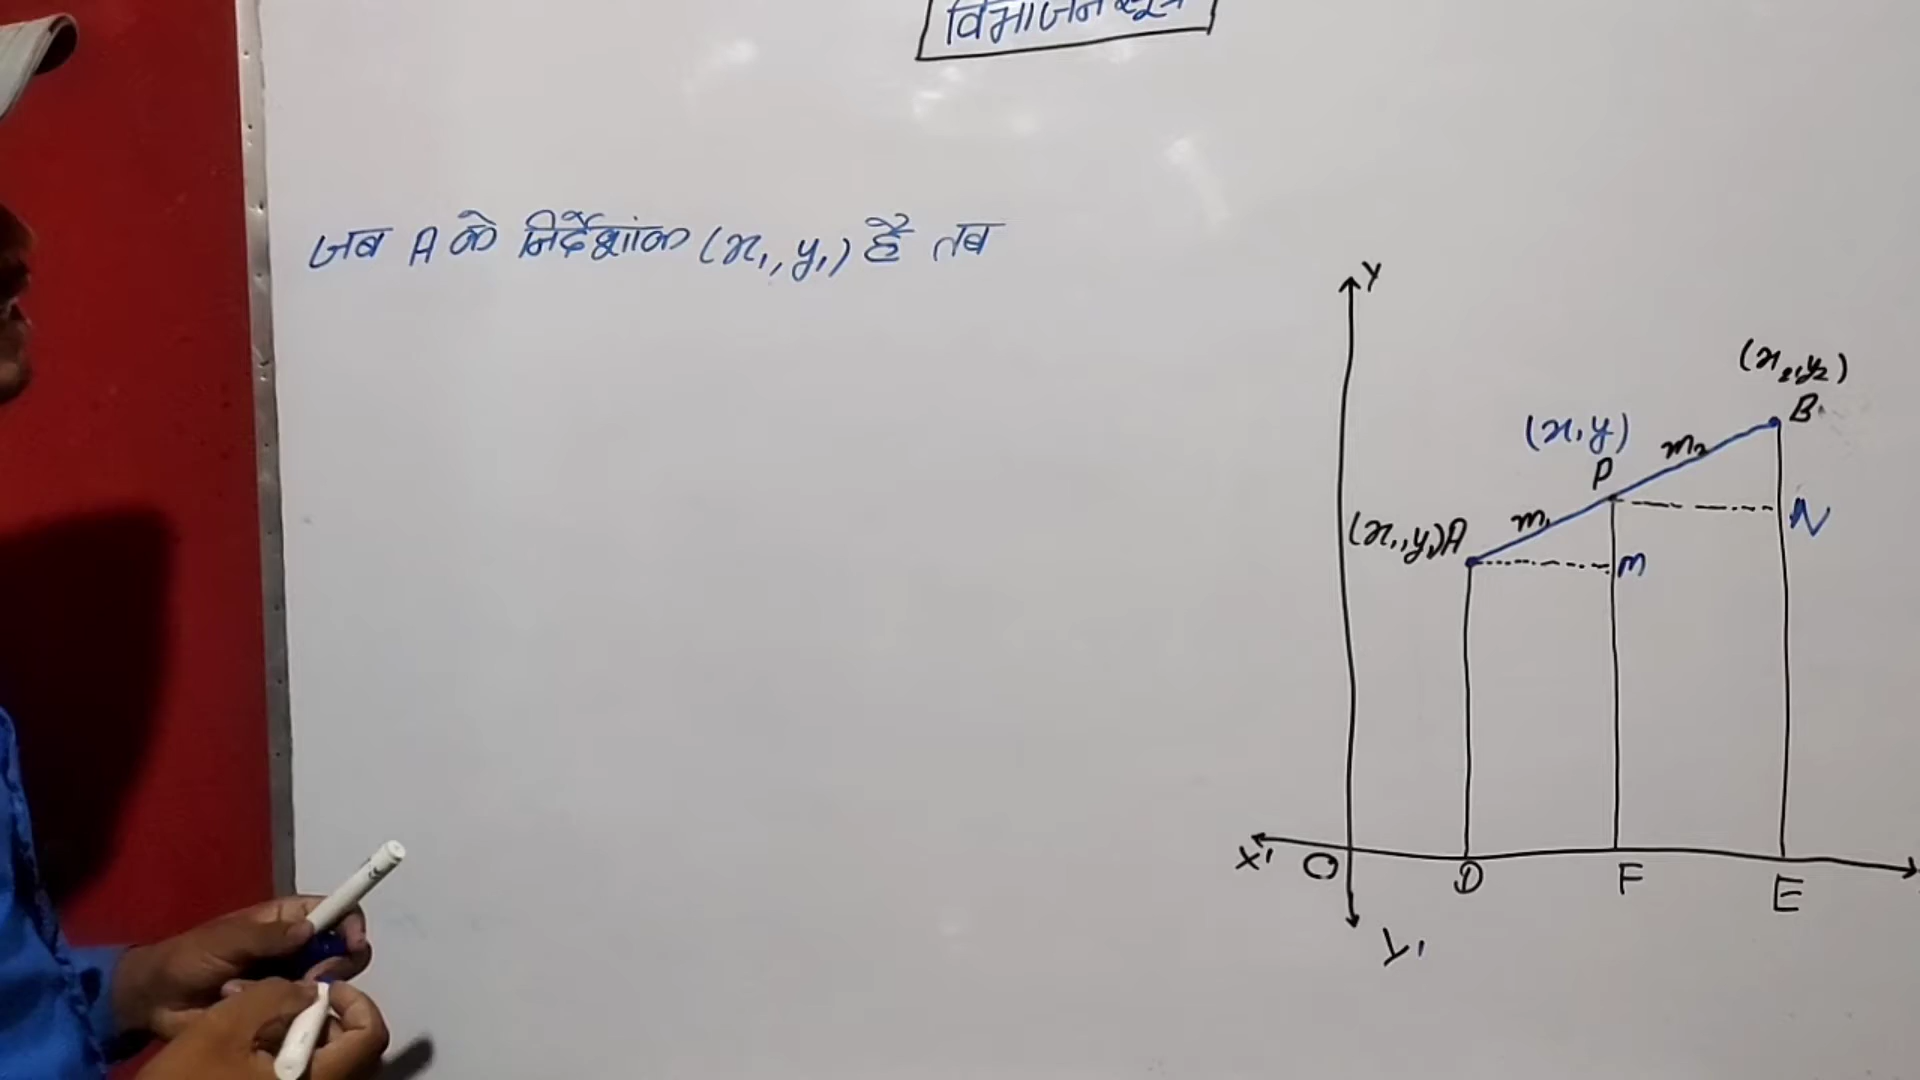 विभाजन सूत्र
जब A के निर्देशांक (x₁, y₁) है तब
Y
(x₂, y₂)
B
(x, y)
m₂
P
m₁
N
(x₁, y₁) A
M
X'
O
D
F
E
Y'